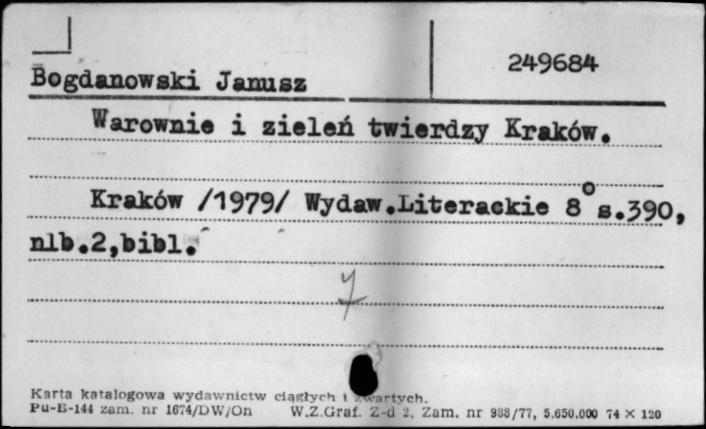 249684
Bogdanowski Janusz
Warownie i zieleń twierdzy Kraków.
Kraków /1979/ Wydaw.Literackie 8° s.390,
nlb.2,bibl.
7
Karta katalogowa wydawnictw ciągłych i zwartych.
Pu-B-144 zam. nr 1674/DW/On W.Z.Graf. Z-d 2, Zam. nr 988/77, 5.650.000 74 X 120